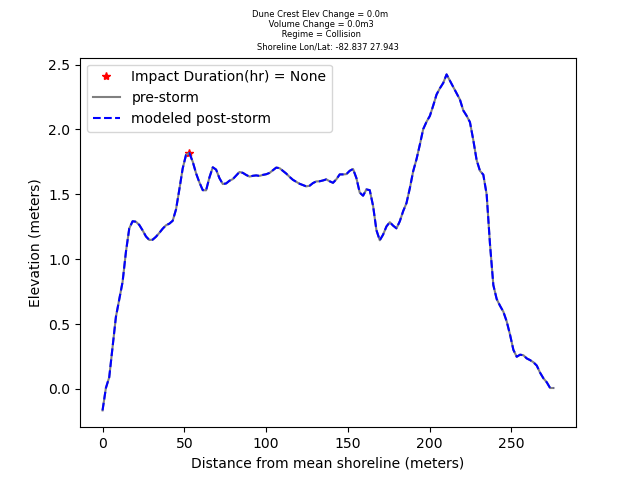 Dune Crest Elev Change = 0.0m
Volume Change = 0.0m3
Regime = Collision
Shoreline Lon/Lat: -82.837 27.943
Impact Duration(hr) = None
pre-storm
modeled post-storm
2.5
2.0
1.5
1.0
0.5
0.0
Elevation (meters)
0 50 100 150 200 250
Distance from mean shoreline (meters)